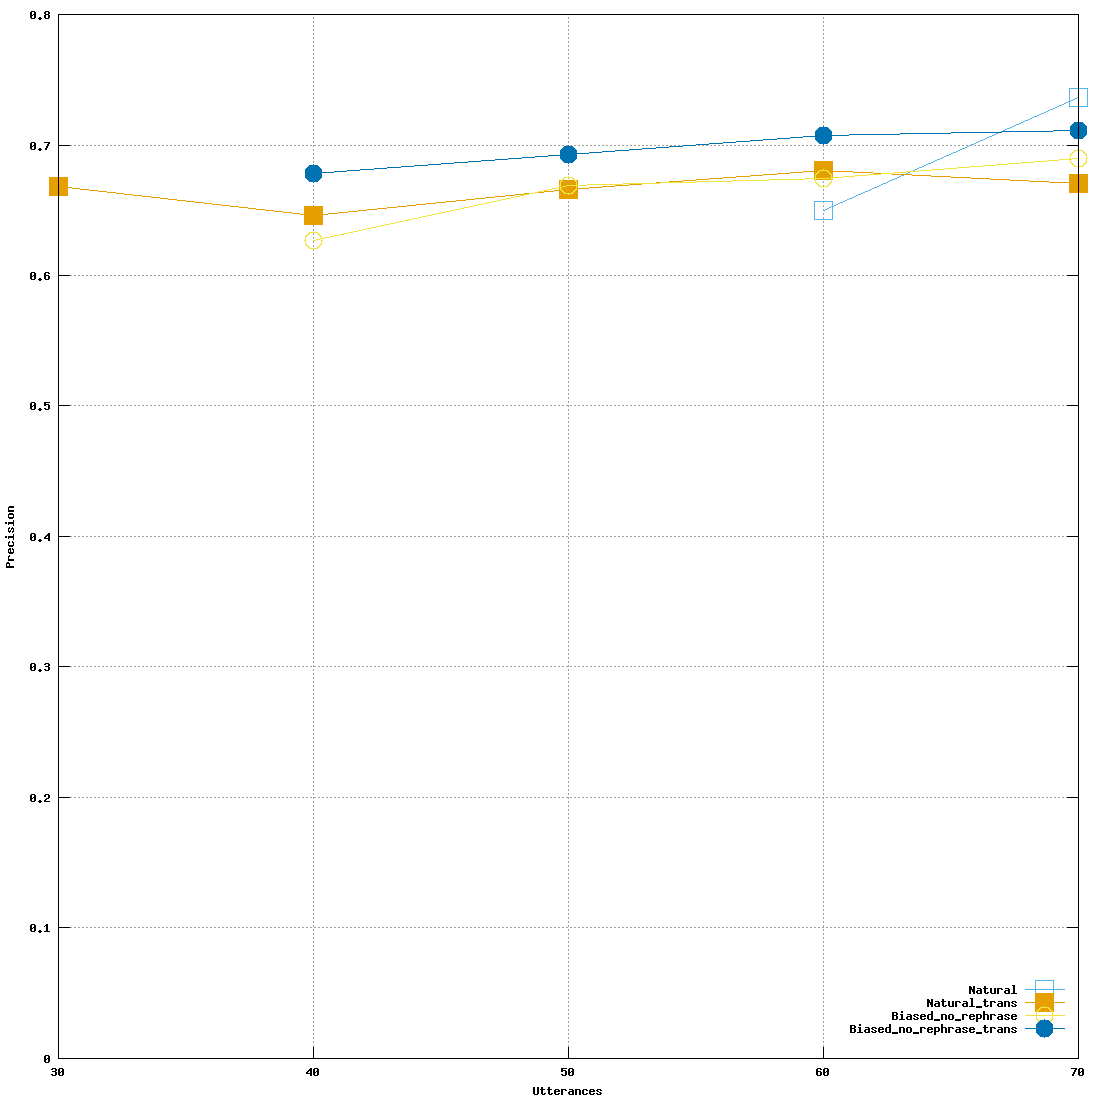 0.8
0.7
0.6
0.5
0.4
0.3
0.2
0.1
0
Precision
Natural
Natural_trans
Biased_no_rephrase
Biased_no_rephrase_trans
30 40 50 60 70
Utterances